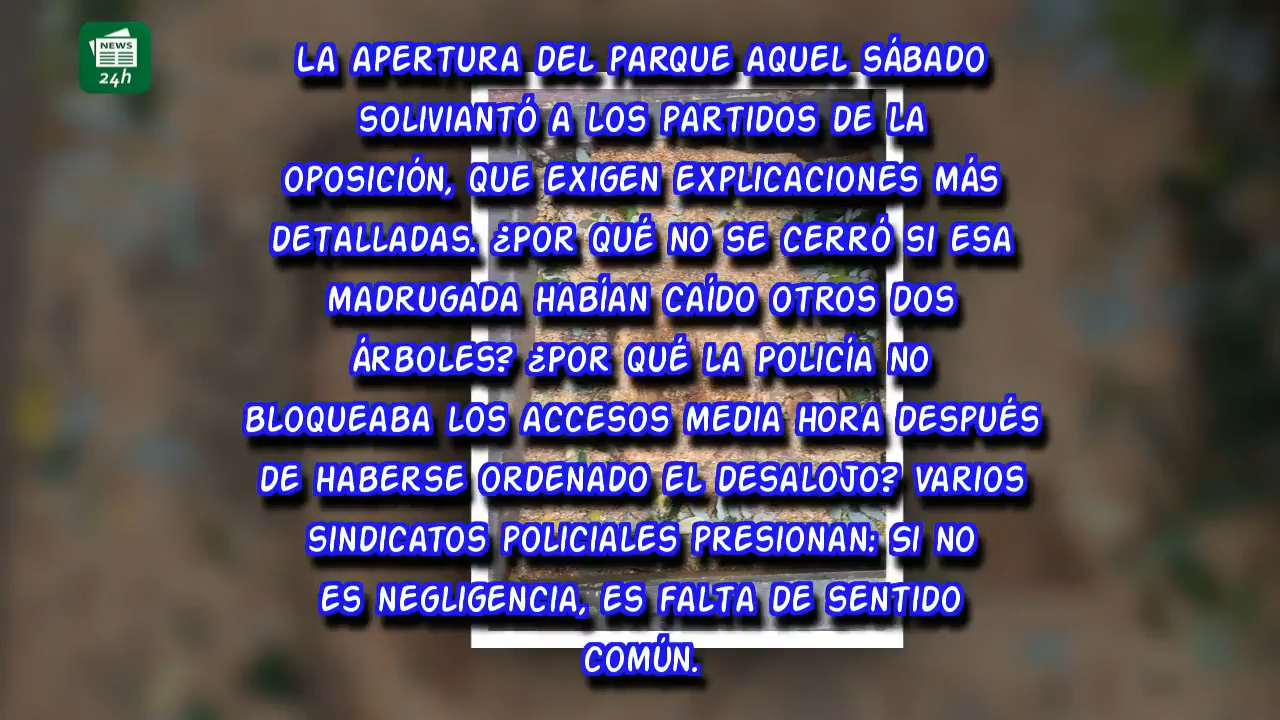 NEWS
24h
LA APERTURA DEL PARQUE AQUEL SÁBADO
SOLIVIANTÓ A LOS PARTIDOS DE LA
OPOSICIÓN, QUE EXIGEN EXPLICACIONES MÁS
DETALLADAS. ¿POR QUÉ NO SE CERRÓ SI ESA
MADRUGADA HABÍAN CAÍDO OTROS DOS
ÁRBOLES? ¿POR QUÉ LA POLICÍA NO
BLOQUEABA LOS ACCESOS MEDIA HORA DESPUÉS
DE HABERSE ORDENADO EL DESALOJO? VARIOS
SINDICATOS POLICIALES PRESIONAN: SI NO
ES NEGLIGENCIA, ES FALTA DE SENTIDO
COMÚN.